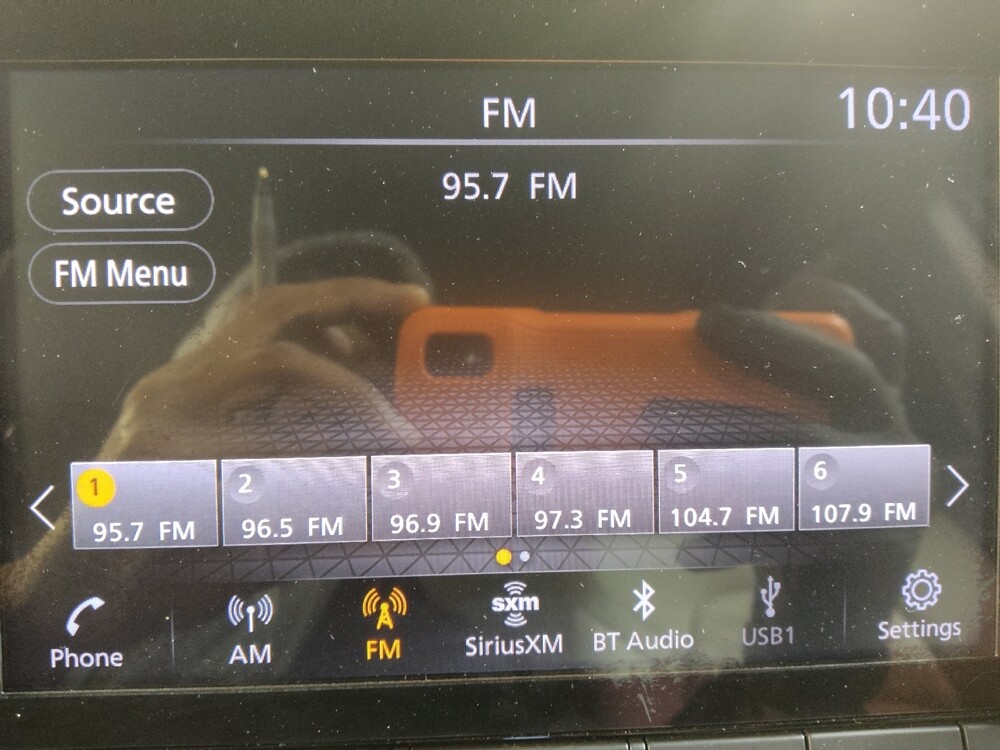 FM 10:40
95.7 FM
Source
FM Menu
1 2 3 4 5 6
95.7 FM 96.5 FM 96.9 FM 97.3 FM 104.7 FM 107.9 FM
sxm
Phone AM FM SiriusXM BT Audio USB1 Settings